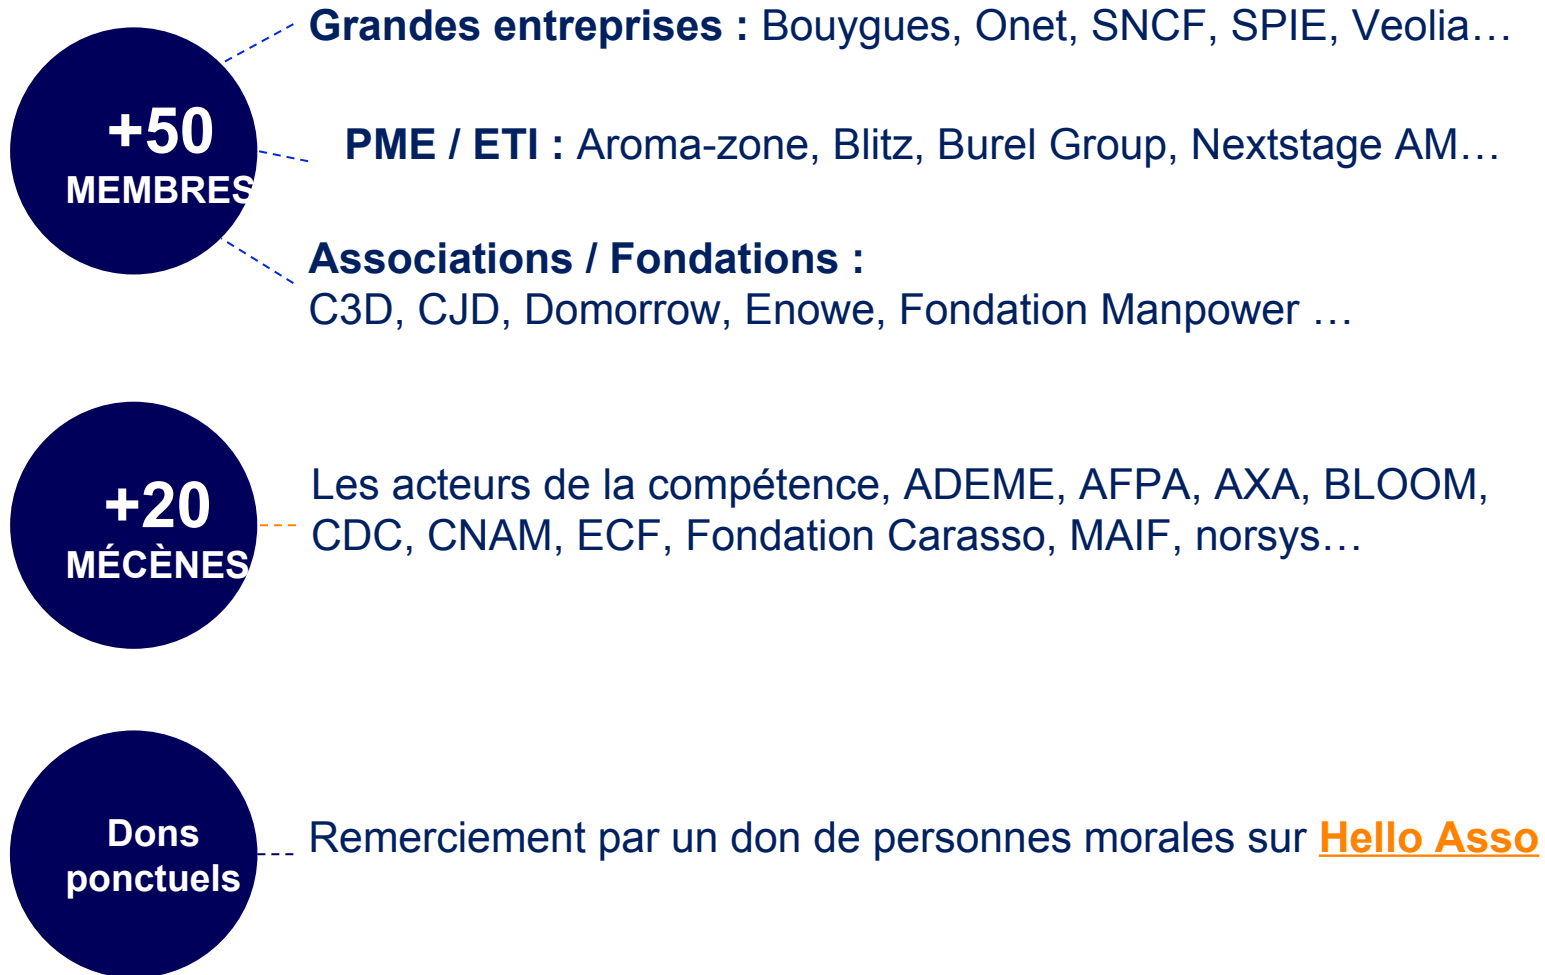 Grandes entreprises : Bouygues, Onet, SNCF, SPIE, Veolia…
+50
MEMBRES
PME / ETI : Aroma-zone, Blitz, Burel Group, Nextstage AM…
Associations / Fondations :
C3D, CJD, Domorrow, Enowe, Fondation Manpower …
+20
MÉCÈNES
Les acteurs de la compétence, ADEME, AFPA, AXA, BLOOM,
CDC, CNAM, ECF, Fondation Carasso, MAIF, norsys…
Dons
ponctuels
Remerciement par un don de personnes morales sur Hello Asso